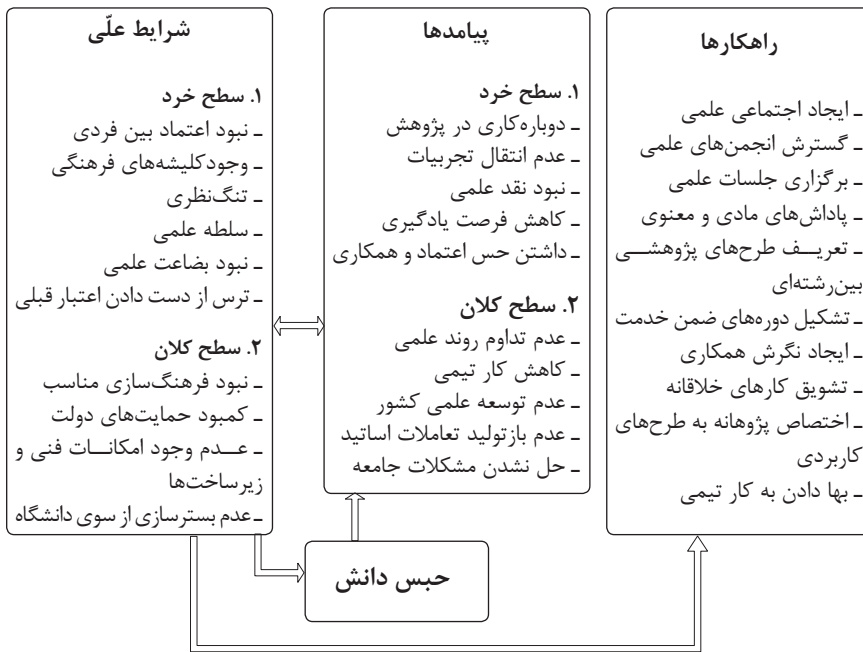 راهکارها
ـ ایجاد اجتماعی علمی
ـ گسترش انجمن‌های علمی
ـ برگزاری جلسات علمی
ـ پاداش‌های مادی و معنوی
ـ تعریـف طرح‌های پژوهشـی
بین‌رشته‌ای
ـ تشکیل دوره‌های ضمن خدمت
ـ ایجاد نگرش همکاری
ـ تشویق کارهای خلاقانه
ـ اختصاص پژوهانه به طرح‌های
کاربردی
ـ بها دادن به کار تیمی
پیامدها
۱. سطح خرد
ـ دوباره‌کاری در پژوهش
ـ عدم انتقال تجربیات
ـ نبود نقد علمی
ـ کاهش فرصت یادگیری
ـ داشتن حس اعتماد و همکاری
۲. سطح کلان
ـ عدم تداوم روند علمی
ـ کاهش کار تیمی
ـ عدم توسعه علمی کشور
ـ عدم بازتولید تعاملات اساتید
ـ حل نشدن مشکلات جامعه
شرایط علّی
۱. سطح خرد
ـ نبود اعتماد بین فردی
ـ وجودکلیشه‌های فرهنگی
ـ تنگ‌نظری
ـ سلطه علمی
ـ نبود بضاعت علمی
ـ ترس از دست دادن اعتبار قبلی
۲. سطح کلان
ـ نبود فرهنگ‌سازی مناسب
ـ کمبود حمایت‌های دولت
ـ عـدم وجود امکانـات فنی و
زیرساخت‌ها
ـ عدم بسترسازی از سوی دانشگاه
حبس دانش